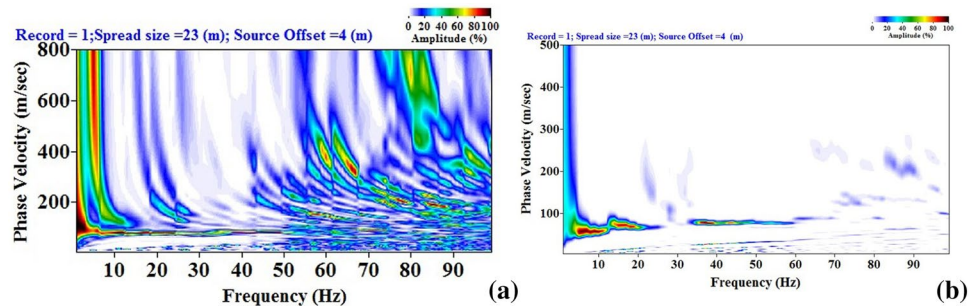 0 20 40 60 80 100
Amplitude (%)
Record = 1;Spread size =23 (m); Source Offset =4 (m)
800
600
400
200
Phase Velocity (m/sec)
10 20 30 40 50 60 70 80 90
Frequency (Hz)
(a)
0 20 40 60 80 100
Amplitude (%)
Record = 1;Spread size =23 (m); Source Offset =4 (m)
500
400
300
200
100
Phase Velocity (m/sec)
10 20 30 40 50 60 70 80 90
Frequency (Hz)
(b)